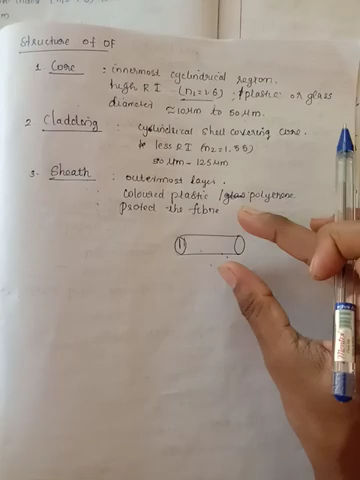 Structure of OF
1. Core : innermost cyclindrical region.
high R I (n1=1.6) ; plastic or glass
diameter ≈ 10μm to 50μm.
2. Cladding : cylindrical shell covering core.
less R I (n2=1.55)
50 μm - 125μm
3. Sheath : outermost layer.
: coloured plastic / polythene
Protect the fibre